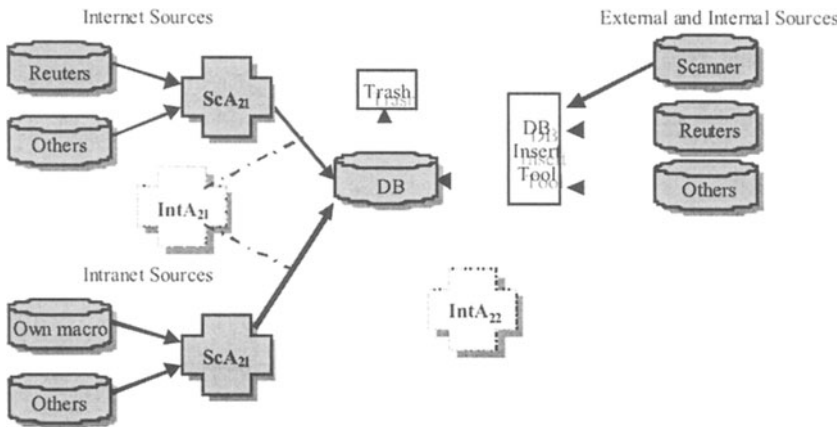 Internet Sources
External and Internal Sources
Reuters
Others
ScA21
Trash
Scanner
Reuters
Others
DB
Insert
Tool
DB
IntA21
Intranet Sources
Own macro
Others
ScA21
IntA22